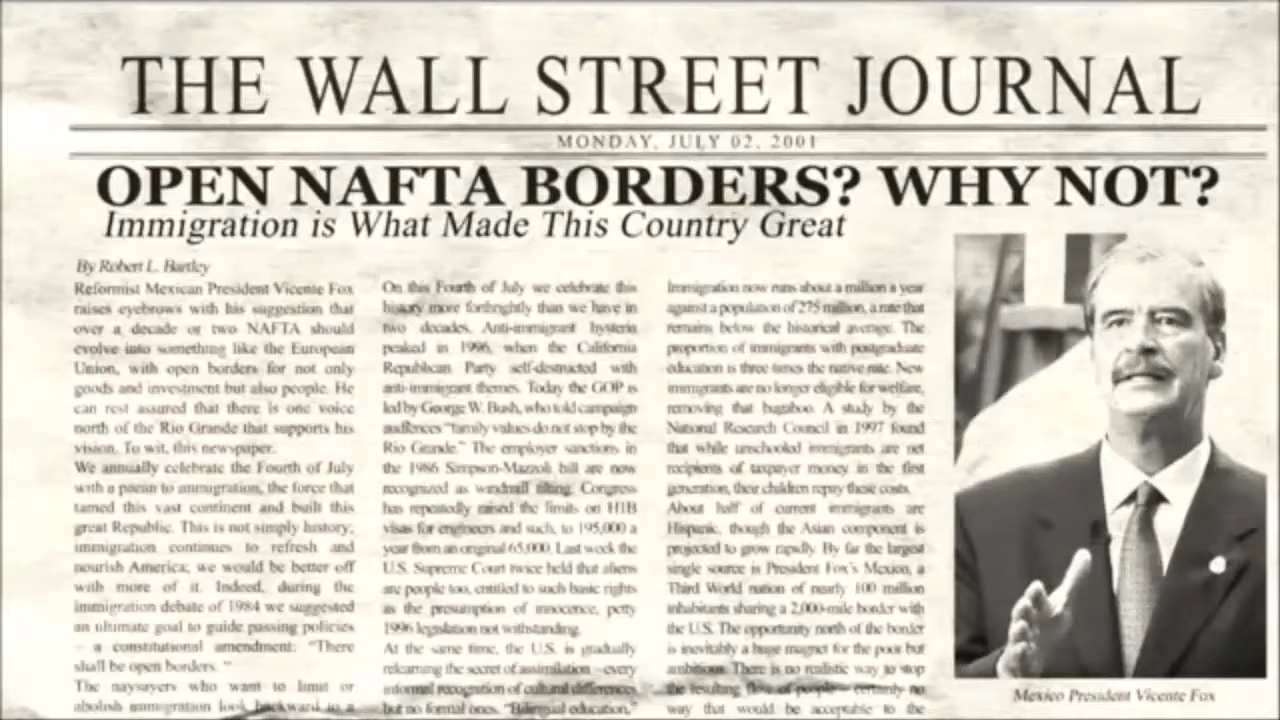 THE WALL STREET JOURNAL
MONDAY, JULY 02, 2001
OPEN NAFTA BORDERS? WHY NOT?
Immigration is What Made This Country Great
By Robert L. Bartley
Reformist Mexican President Vicente Fox
raises eyebrows with his suggestion that
over a decade or two NAFTA should
evolve into something like the European
Union, with open borders for not only
goods and investment but also people. He
can rest assured that there is one voice
north of the Rio Grande that supports his
vision. To wit, this newspaper.
We annually celebrate the Fourth of July
with a paean to immigration, the force that
tamed this vast continent and built this
great Republic. This is not simply history;
immigration continues to refresh and
nourish America; we would be better off
with more of it. Indeed, during the
immigration debate of 1984 we suggested
an ultimate goal to guide passing policies
– a constitutional amendment: “There
shall be open borders. “
The naysayers who want to limit or
abolish immigration look backward to a
On this Fourth of July we celebrate this
history more forthrightly than we have in
two decades. Anti-immigrant hysteria
peaked in 1996, when the California
Republican Party self-destructed with
anti-immigrant themes. Today the GOP is
led by George W. Bush, who told campaign
audiences “family values do not stop by the
Rio Grande.” The employer sanctions in
the 1986 Simpson-Mazzoli bill are now
recognized as windmill tilting. Congress
has repeatedly raised the limits on H1B
visas for engineers and such, to 195,000 a
year from an original 65,000. Last week the
U.S. Supreme Court twice held that aliens
are people too, entitled to such basic rights
as the presumption of innocence, petty
1996 legislation not withstanding.
At the same time, the U.S. is gradually
relearning the secret of assimilation – every
informal recognition of cultural differences
but no formal ones. “Bilingual education,”
Immigration now runs about a million a year
against a population of 275 million, a rate that
remains below the historical average. The
proportion of immigrants with postgraduate
education is three times the native rate. New
immigrants are no longer eligible for welfare,
removing that bugaboo. A study by the
National Research Council in 1997 found
that while unschooled immigrants are net
recipients of taxpayer money in the first
generation, their children repay these costs.
About half of current immigrants are
Hispanic, though the Asian component is
projected to grow rapidly. By far the largest
single source is President Fox's Mexico, a
Third World nation of nearly 100 million
inhabitants sharing a 2,000-mile border with
the U.S. The opportunity north of the border
is inevitably a huge magnet for the poor but
ambitious. There is no realistic way to stop
the resulting flow of people – certainly no
way that would be acceptable to the
Mexico President Vicente Fox